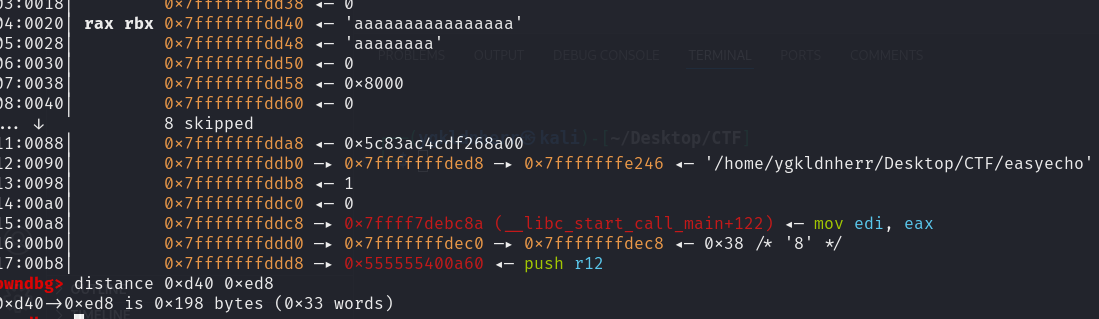 03:0018│ 0×7fffffffdd38 ◂— 0
04:0020│ rax rbx 0×7fffffffdd40 ◂— 'aaaaaaaaaaaaaaaa'
05:0028│ 0×7fffffffdd48 ◂— 'aaaaaaaa'
PROBLEMS OUTPUT DEBUG CONSOLE TERMINAL PORTS COMMENTS
06:0030│ 0×7fffffffdd50 ◂— 0
07:0038│ 0×7fffffffdd58 ◂— 0×8000
08:0040│ 0×7fffffffdd60 ◂— 0
... ↓ 8 skipped
(ygkldnherr㉿kali)-[~/Desktop/CTF]
11:0088│ 0×7fffffffdda8 ◂— 0×5c83ac4cdf268a00
12:0090│ 0×7fffffffddb0 —▸ 0×7fffffffded8 —▸ 0×7fffffffe246 ◂— '/home/ygkldnherr/Desktop/CTF/easyecho'
13:0098│ 0×7fffffffddb8 ◂— 1
14:00a0│ 0×7fffffffddc0 ◂— 0
15:00a8│ 0×7fffffffddc8 —▸ 0×7ffff7debc8a (__libc_start_call_main+122) ◂— mov edi, eax
16:00b0│ 0×7fffffffddd0 —▸ 0×7fffffffdec0 —▸ 0×7fffffffdec8 ◂— 0×38 /* '8' */
17:00b8│ 0×7fffffffddd8 —▸ 0×555555400a60 ◂— push r12
pwndbg> distance 0×d40 0×ed8
0×d40→0×ed8 is 0×198 bytes (0×33 words)